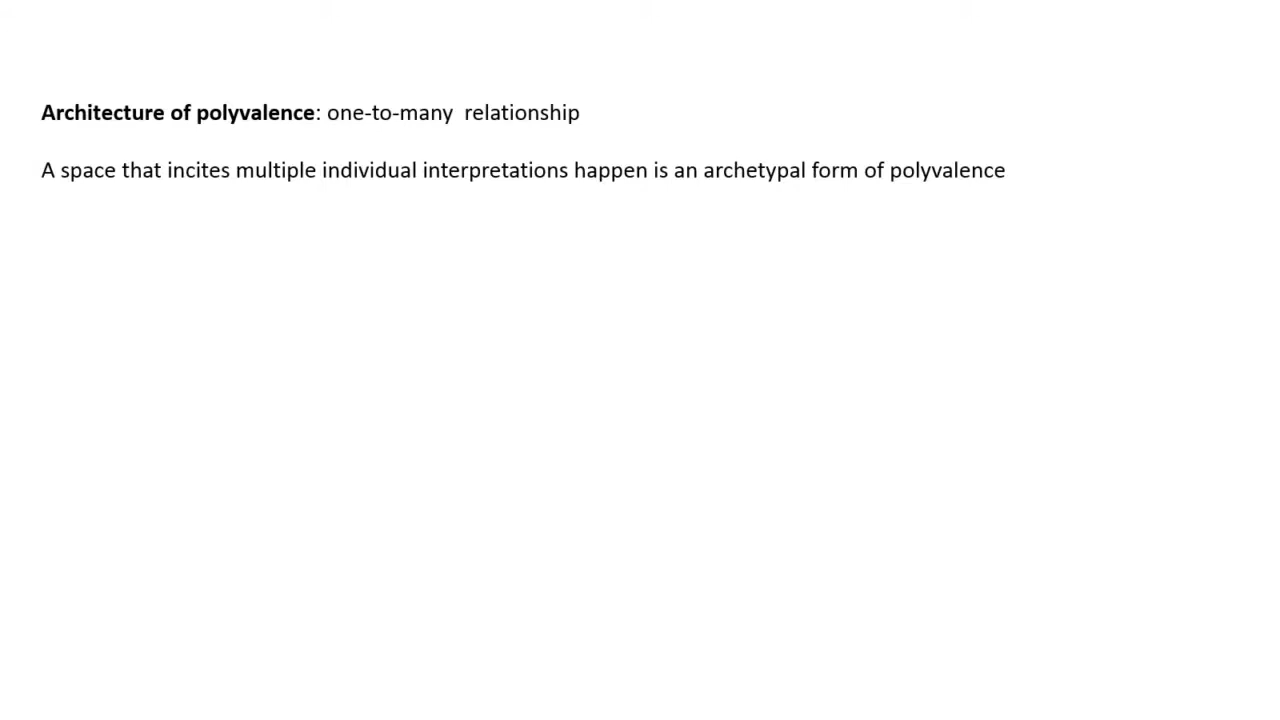 Architecture of polyvalence: one-to-many  relationship
A space that incites multiple individual interpretations happen is an archetypal form of polyvalence